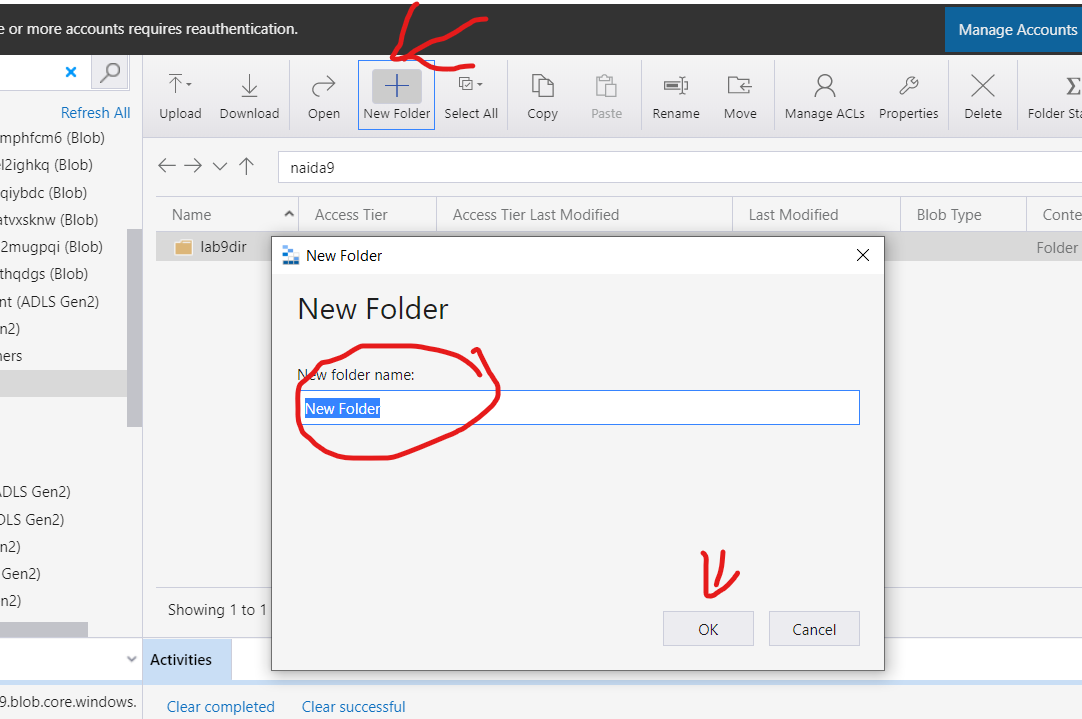 e or more accounts requires reauthentication.
Manage Accounts
Refresh All
mphfcm6 (Blob)
el2ighkq (Blob)
qiybdc (Blob)
atvxsknw (Blob)
2mugpqi (Blob)
thqdgs (Blob)
nt (ADLS Gen2)
n2)
ners
ADLS Gen2)
DLS Gen2)
n2)
Gen2)
n2)
9.blob.core.windows.
Upload
Download
Open
New Folder
Select All
Copy
Paste
Rename
Move
Manage ACLs
Properties
Delete
Folder Sta
naida9
Name
Access Tier
Access Tier Last Modified
Last Modified
Blob Type
Conte
lab9dir
Folder
New Folder
New Folder
New folder name:
New Folder
OK
Cancel
Showing 1 to 1
Activities
Clear completed
Clear successful